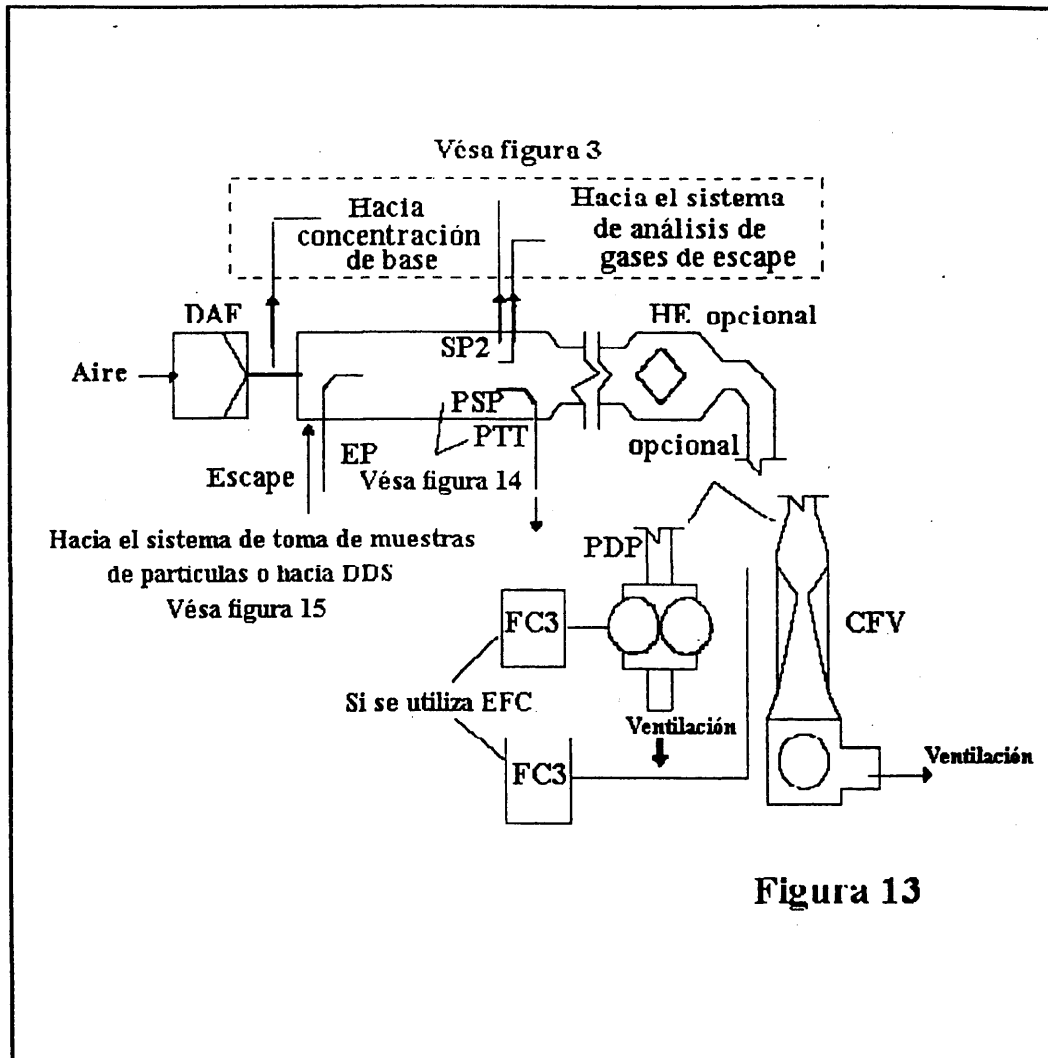 Vésa figura 3
Hacia
concentración
de base
Hacia el sistema
de análisis de
gases de escape
DAF
HE opcional
SP2
Aire
PSP
PTT
opcional
EP
Escape
Vésa figura 14
Hacia el sistema de toma de muestras
de partículas o hacia DDS
Vésa figura 15
PDP
FC3
CFV
Si se utiliza EFC
Ventilación
FC3
Ventilación
Figura 13